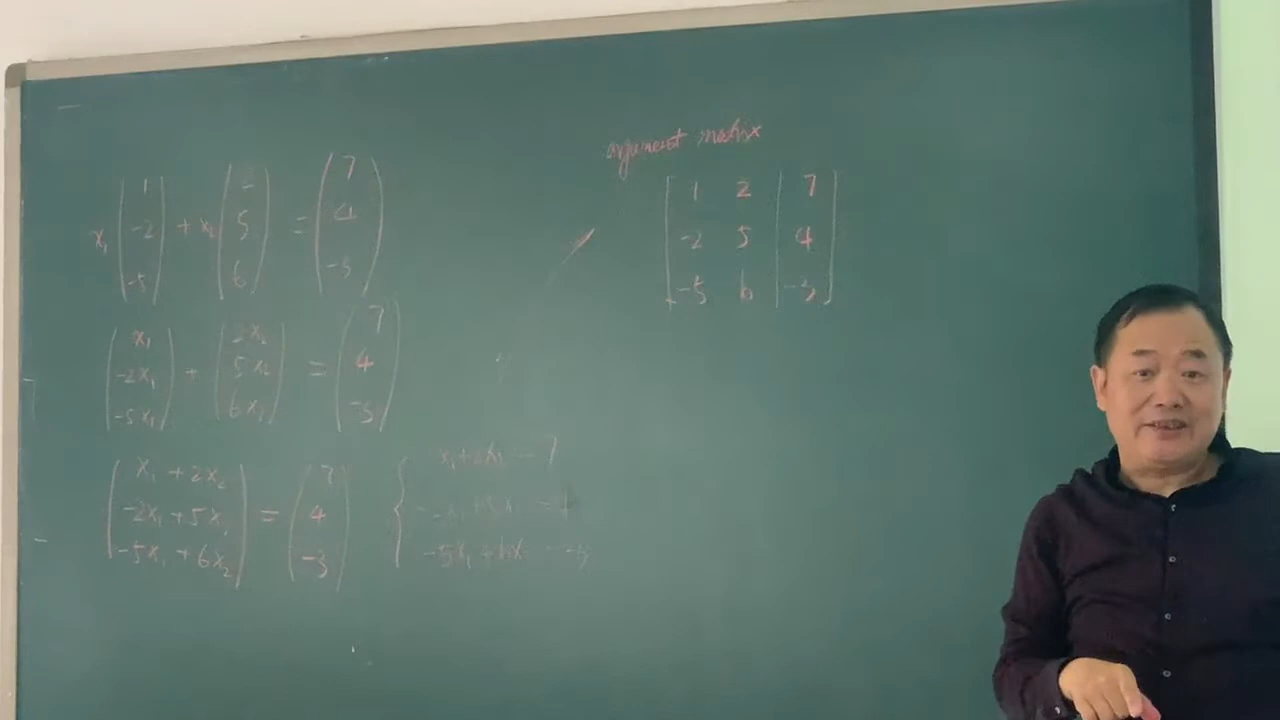 x₁ (1 -2 -5) + x₂ (5 6) = (7 4 -3)
(x₁ -2x₁ -5x₁) + (2x₂ 5x₂ 6x₂) = (7 4 -3)
x₁ + 2x₂
-2x₁ + 5x₂ = (7 4 -3)
-5x₁ + 6x₂
-5x₁ + 6x
matrix
1 2 7
-2 5 4
-5 6 -3